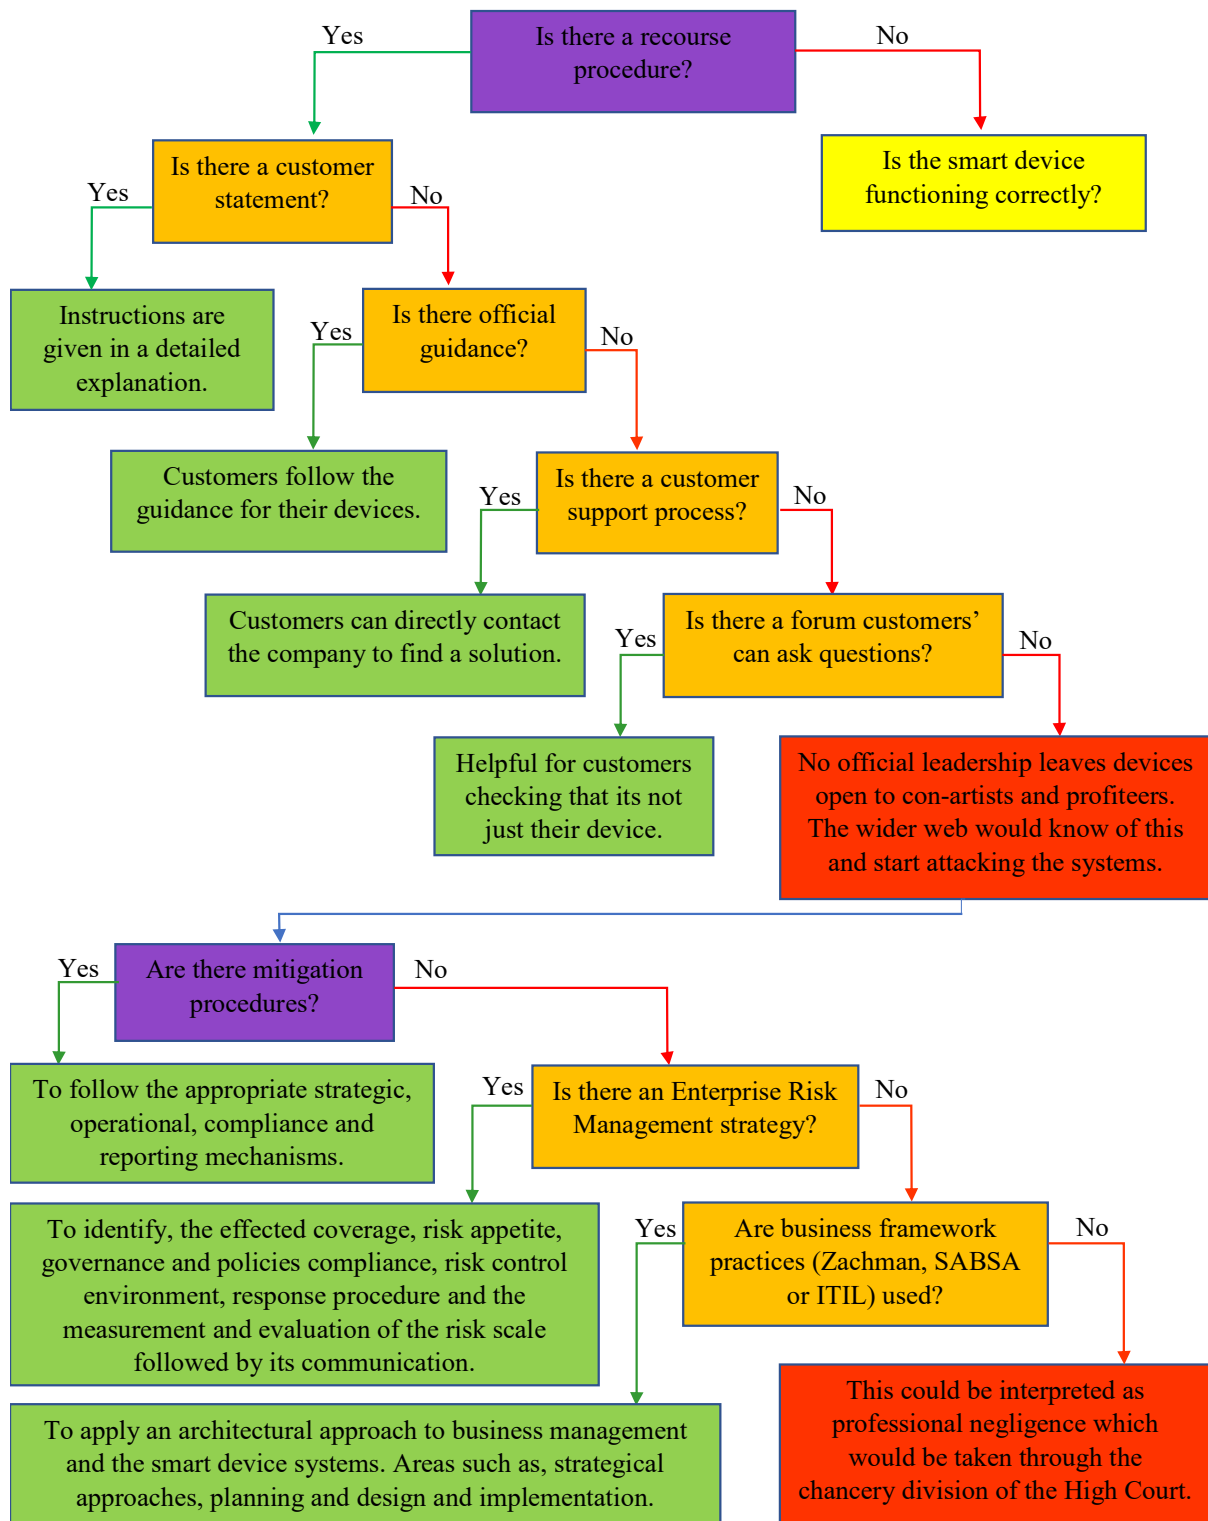 Yes
Is there a recourse
procedure?
No
Is there a customer
statement?
Is the smart device
functioning correctly?
Yes
No
Instructions are
given in a detailed
explanation.
Is there official
guidance?
Yes
No
Customers follow the
guidance for their devices.
Is there a customer
support process?
Yes
No
Customers can directly contact
the company to find a solution.
Is there a forum customers’
can ask questions?
Yes
No
Helpful for customers
checking that its not
just their device.
No official leadership leaves devices
open to con-artists and profiteers.
The wider web would know of this
and start attacking the systems.
Yes
Are there mitigation
procedures?
No
To follow the appropriate strategic,
operational, compliance and
reporting mechanisms.
Yes
Is there an Enterprise Risk
Management strategy?
No
To identify, the effected coverage, risk appetite,
governance and policies compliance, risk control
environment, response procedure and the
measurement and evaluation of the risk scale
followed by its communication.
Yes
Are business framework
practices (Zachman, SABSA
or ITIL) used?
No
To apply an architectural approach to business management
and the smart device systems. Areas such as, strategical
approaches, planning and design and implementation.
This could be interpreted as
professional negligence which
would be taken through the
chancery division of the High Court.